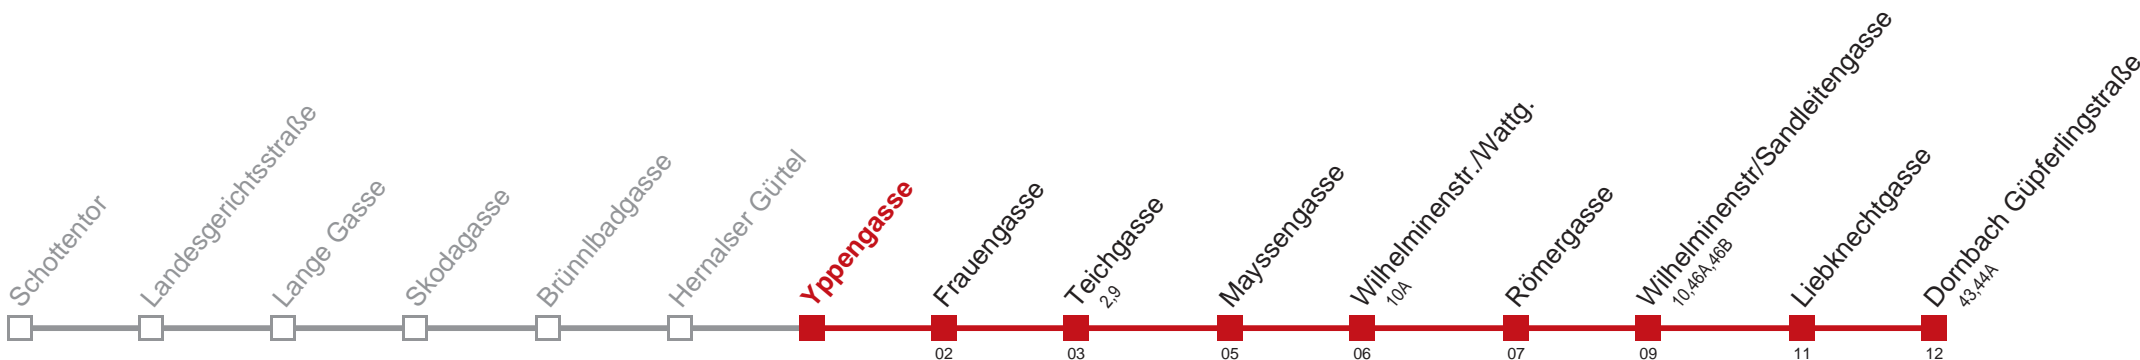 Schottentor
Landesgerichtsstraße
Lange Gasse
Skodagasse
Brünnlbadgasse
Hernalser Gürtel
Yppengasse
Frauengasse
02
Teichgasse
2,9
03
Mayssengasse
05
Wilhelminenstr./Wattg.
10A
06
Römergasse
07
Wilhelminenstr/Sandleitengasse
10,46A,46B
09
Liebknechtgasse
11
Dornbach Güpferlingstraße
43,44A
12